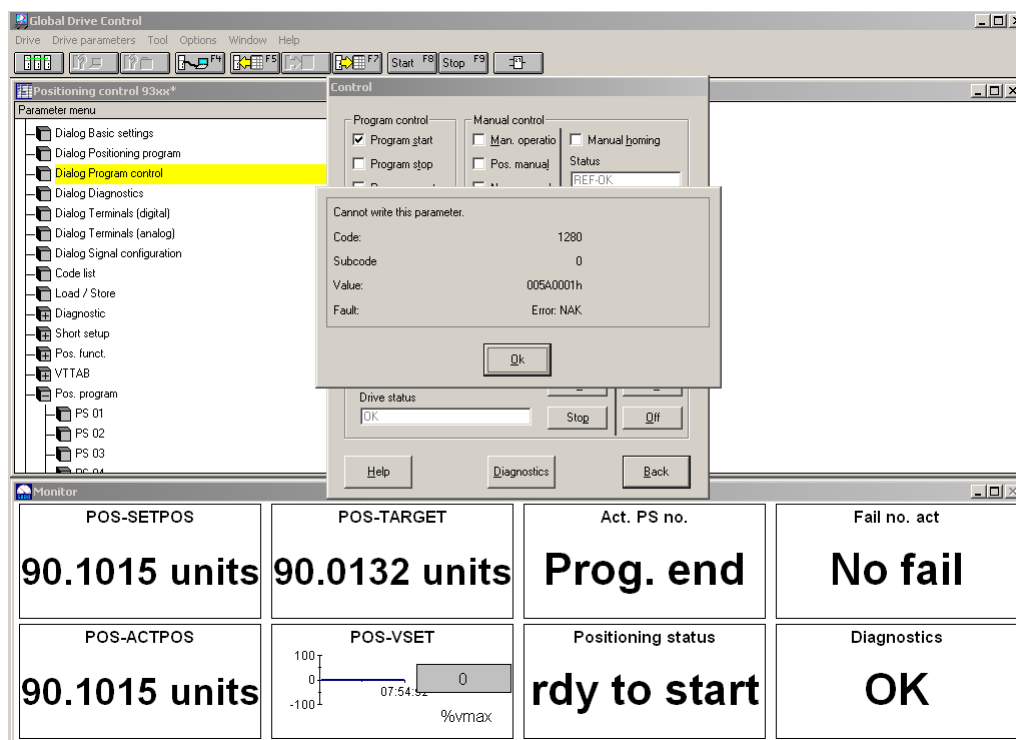 Global Drive Control
Drive Drive parameters Tool Options Window Help
F4 F5 F7 Start F8 Stop F9
Positioning control 93xx*
Parameter menu
Dialog Basic settings
Dialog Positioning program
Dialog Program control
Dialog Diagnostics
Dialog Terminals (digital)
Dialog Terminals (analog)
Dialog Signal configuration
Code list
Load / Store
Diagnostic
Short setup
Pos. funct.
VTTAB
Pos. program
PS 01
PS 02
PS 03
PS 04
Control
Program control
Manual control
Program start
Man. operatio
Manual homing
Program stop
Pos. manual
Status
REF-OK
Cannot write this parameter.
Code: 1280
Subcode 0
Value: 005A0001h
Fault: Error: NAK
Ok
Drive status
OK
Stop
Off
Help
Diagnostics
Back
Monitor
POS-SETPOS
90.1015 units
POS-TARGET
90.0132 units
Act. PS no.
Prog. end
Fail no. act
No fail
POS-ACTPOS
90.1015 units
POS-VSET
100
0
-100
0
%vmax
Positioning status
rdy to start
Diagnostics
OK